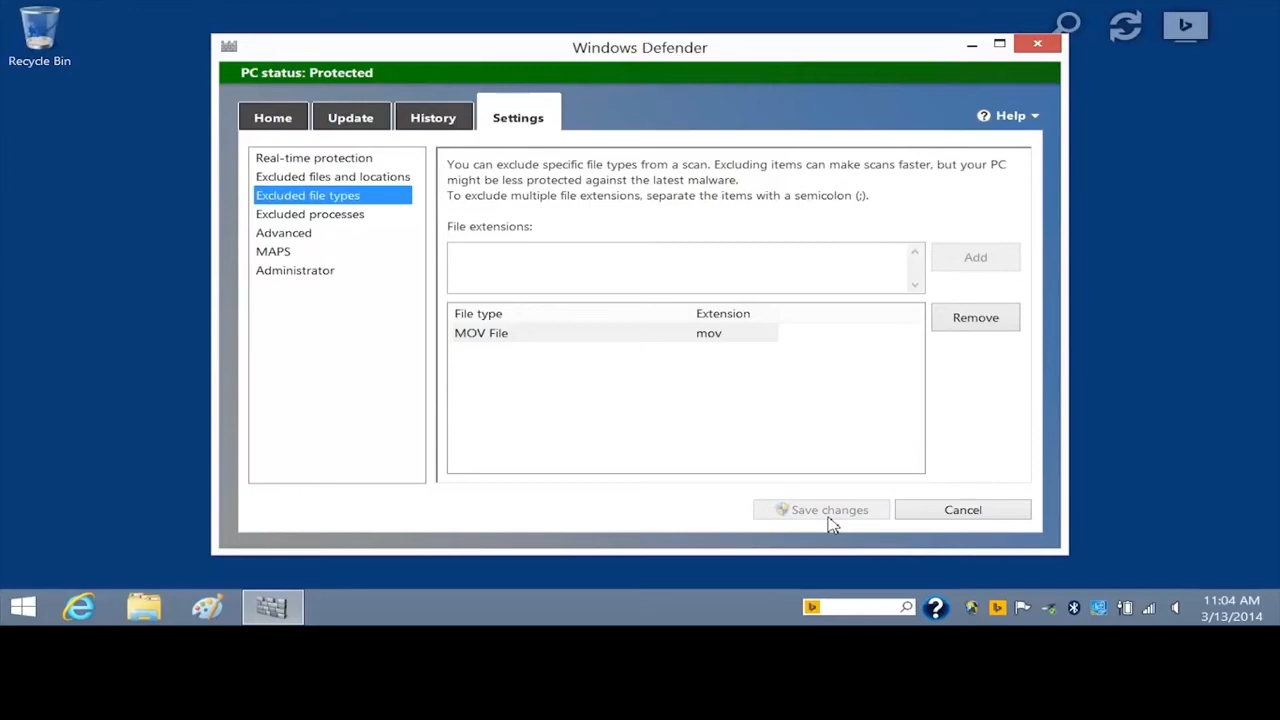 Recycle Bin
Windows Defender
PC status: Protected
Home
Update
History
Settings
Help
Real-time protection
Excluded files and locations
Excluded file types
Excluded processes
Advanced
MAPS
Administrator
You can exclude specific file types from a scan. Excluding items can make scans faster, but your PC
might be less protected against the latest malware.
To exclude multiple file extensions, separate the items with a semicolon (;).
File extensions:
Add
File type Extension
MOV File mov
Remove
Save changes
Cancel
11:04 AM
3/13/2014